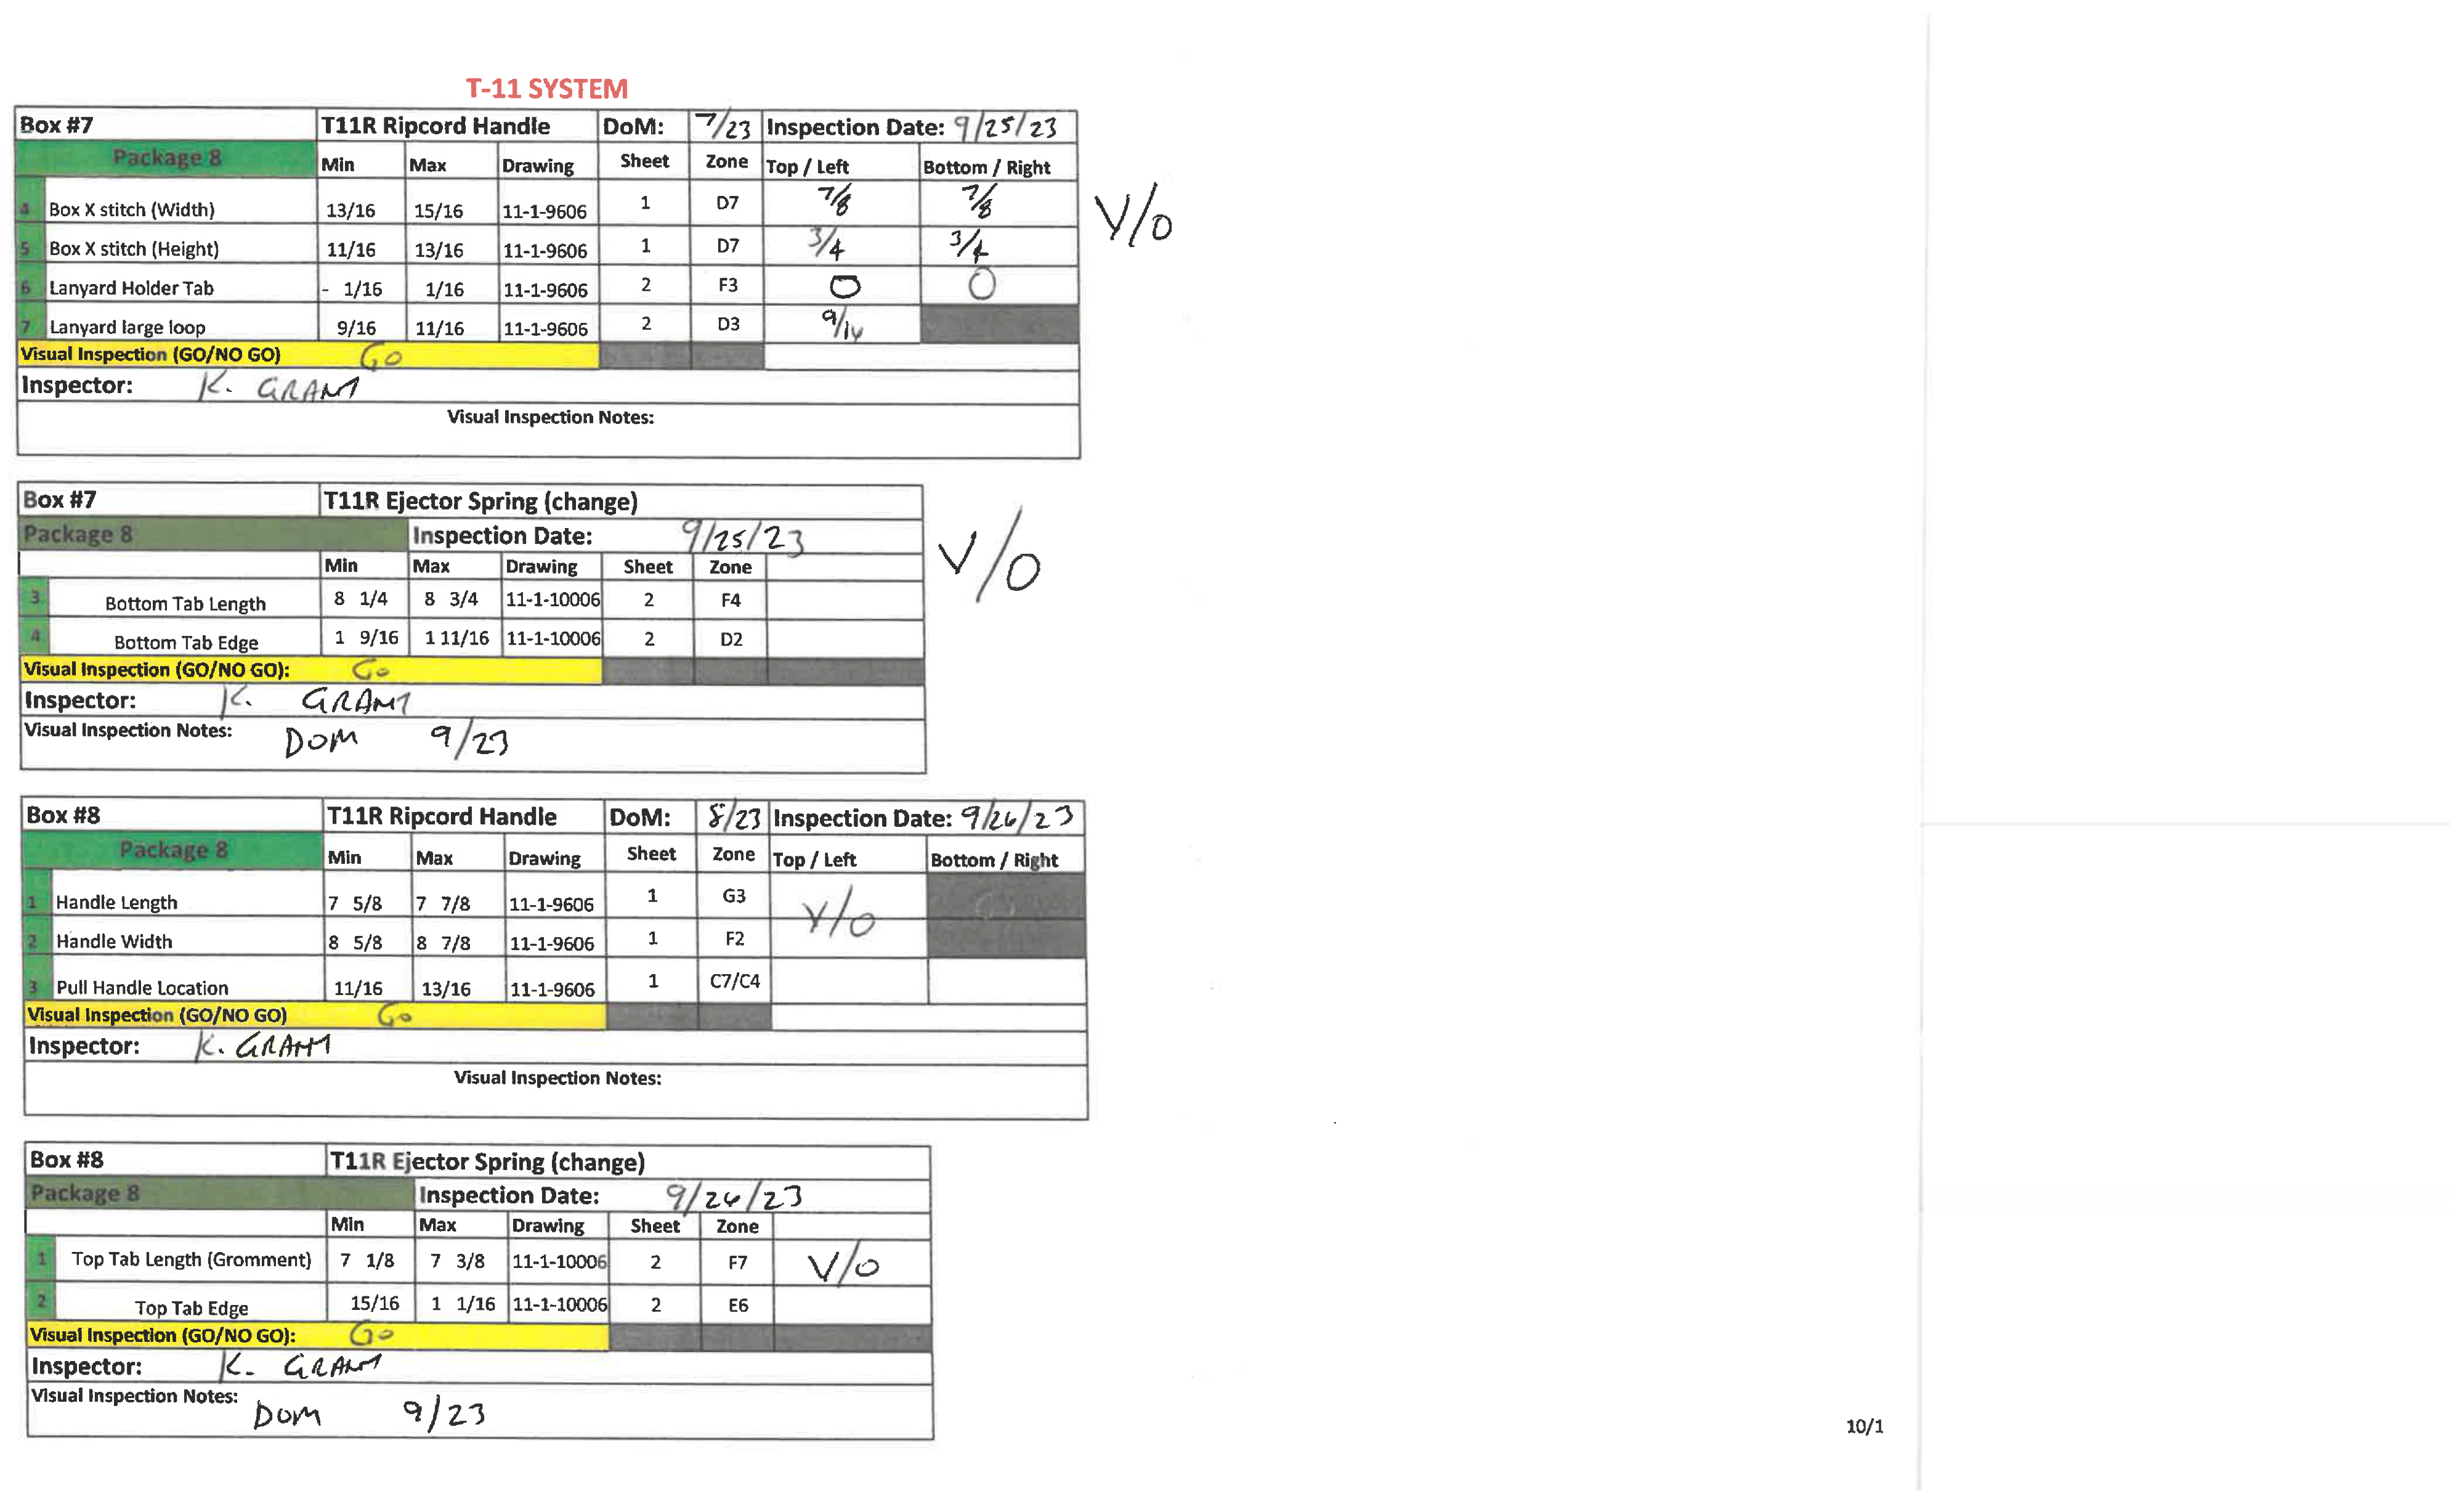 T-11 SYSTEM
Box #7 T11R Ripcord Handle DoM: 7/23 Inspection Date: 9/25/23
Package 8 Min Max Drawing Sheet Zone Top / Left Bottom / Right
4 Box X stitch (Width) 13/16 15/16 11-1-9606 1 D7 7/8 7/8
V/O
5 Box X stitch (Height) 11/16 13/16 11-1-9606 1 D7 3/4 3/4
6 Lanyard Holder Tab - 1/16 1/16 11-1-9606 2 F3 0 0
7 Lanyard large loop 9/16 11/16 11-1-9606 2 D3 9/16
Visual Inspection (GO/NO GO) GO
Inspector: K. GRANT
Visual Inspection Notes:
Box #7 T11R Ejector Spring (change)
Package 8 Inspection Date: 9/25/23
V/O
Min Max Drawing Sheet Zone
3 Bottom Tab Length 8 1/4 8 3/4 11-1-10006 2 F4
4 Bottom Tab Edge 1 9/16 1 11/16 11-1-10006 2 D2
Visual Inspection (GO/NO GO): Go
Inspector: K. GRANT
Visual Inspection Notes: DOM 9/23
Box #8 T11R Ripcord Handle DoM: 8/23 Inspection Date: 9/26/23
Package 8 Min Max Drawing Sheet Zone Top / Left Bottom / Right
1 Handle Length 7 5/8 7 7/8 11-1-9606 1 G3 V/O
2 Handle Width 8 5/8 8 7/8 11-1-9606 1 F2
3 Pull Handle Location 11/16 13/16 11-1-9606 1 C7/C4
Visual Inspection (GO/NO GO) Go
Inspector: K. GRANT
Visual Inspection Notes:
Box #8 T11R Ejector Spring (change)
Package 8 Inspection Date: 9/26/23
Min Max Drawing Sheet Zone
1 Top Tab Length (Gromment) 7 1/8 7 3/8 11-1-10006 2 F7 V/O
2 Top Tab Edge 15/16 1 1/16 11-1-10006 2 E6
Visual Inspection (GO/NO GO): Go
Inspector: K. GRANT
Visual Inspection Notes: DOM 9/23
10/1